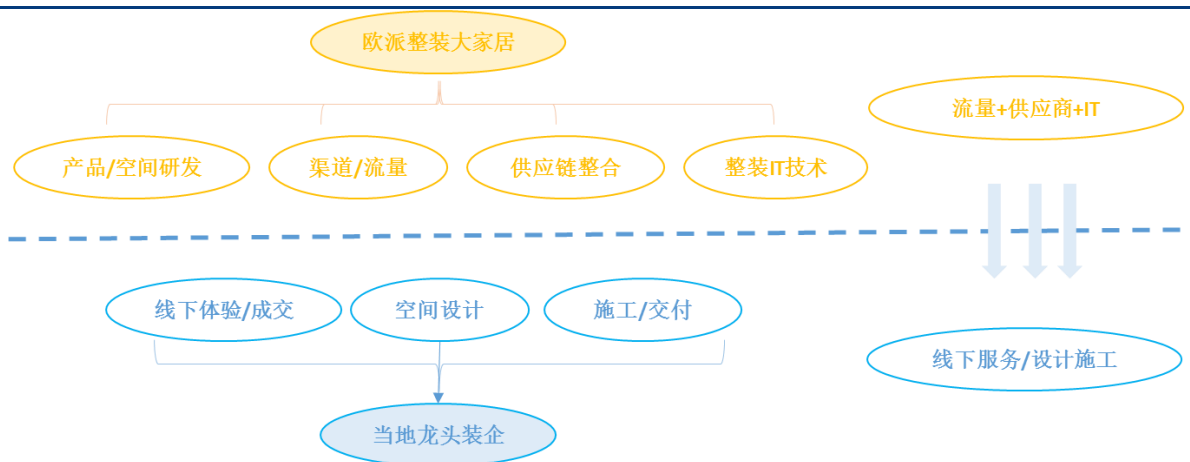 欧派整装大家居
流量+供应商+IT
产品/空间研发
渠道/流量
供应链整合
整装IT技术
线下体验/成交
空间设计
施工/交付
线下服务/设计施工
当地龙头装企